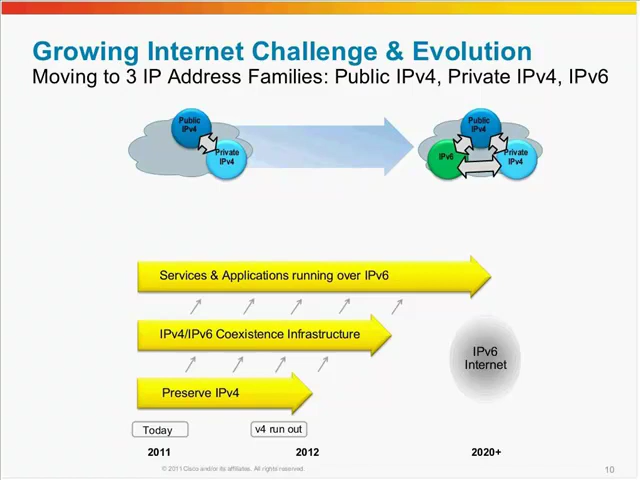 Growing Internet Challenge & Evolution
Moving to 3 IP Address Families: Public IPv4, Private IPv4, IPv6
Public
IPv4
Private
IPv4
Public
IPv4
IPv6
Private
IPv4
Services & Applications running over IPv6
IPv4/IPv6 Coexistence Infrastructure
IPv6
Internet
Preserve IPv4
Today
v4 run out
2011
2012
2020+
© 2011 Cisco and/or its affiliates. All rights reserved.
10